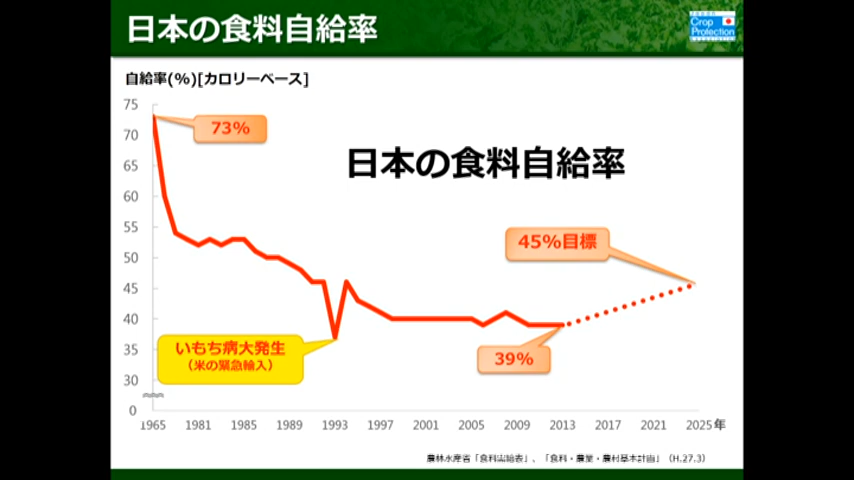 日本の食料自給率
Crop
Protection
自給率(%)[カロリーベース]
75
70
65
60
55
50
45
40
35
30
0
73%
日本の食料自給率
45%目標
いもち病大発生
(米の緊急輸入)
39%
1965 1981 1985 1989 1993 1997 2001 2005 2009 2013 2017 2021 2025年
農林水産省「食料需給表」、「食料・農業・農村基本計画」(H.27.3)